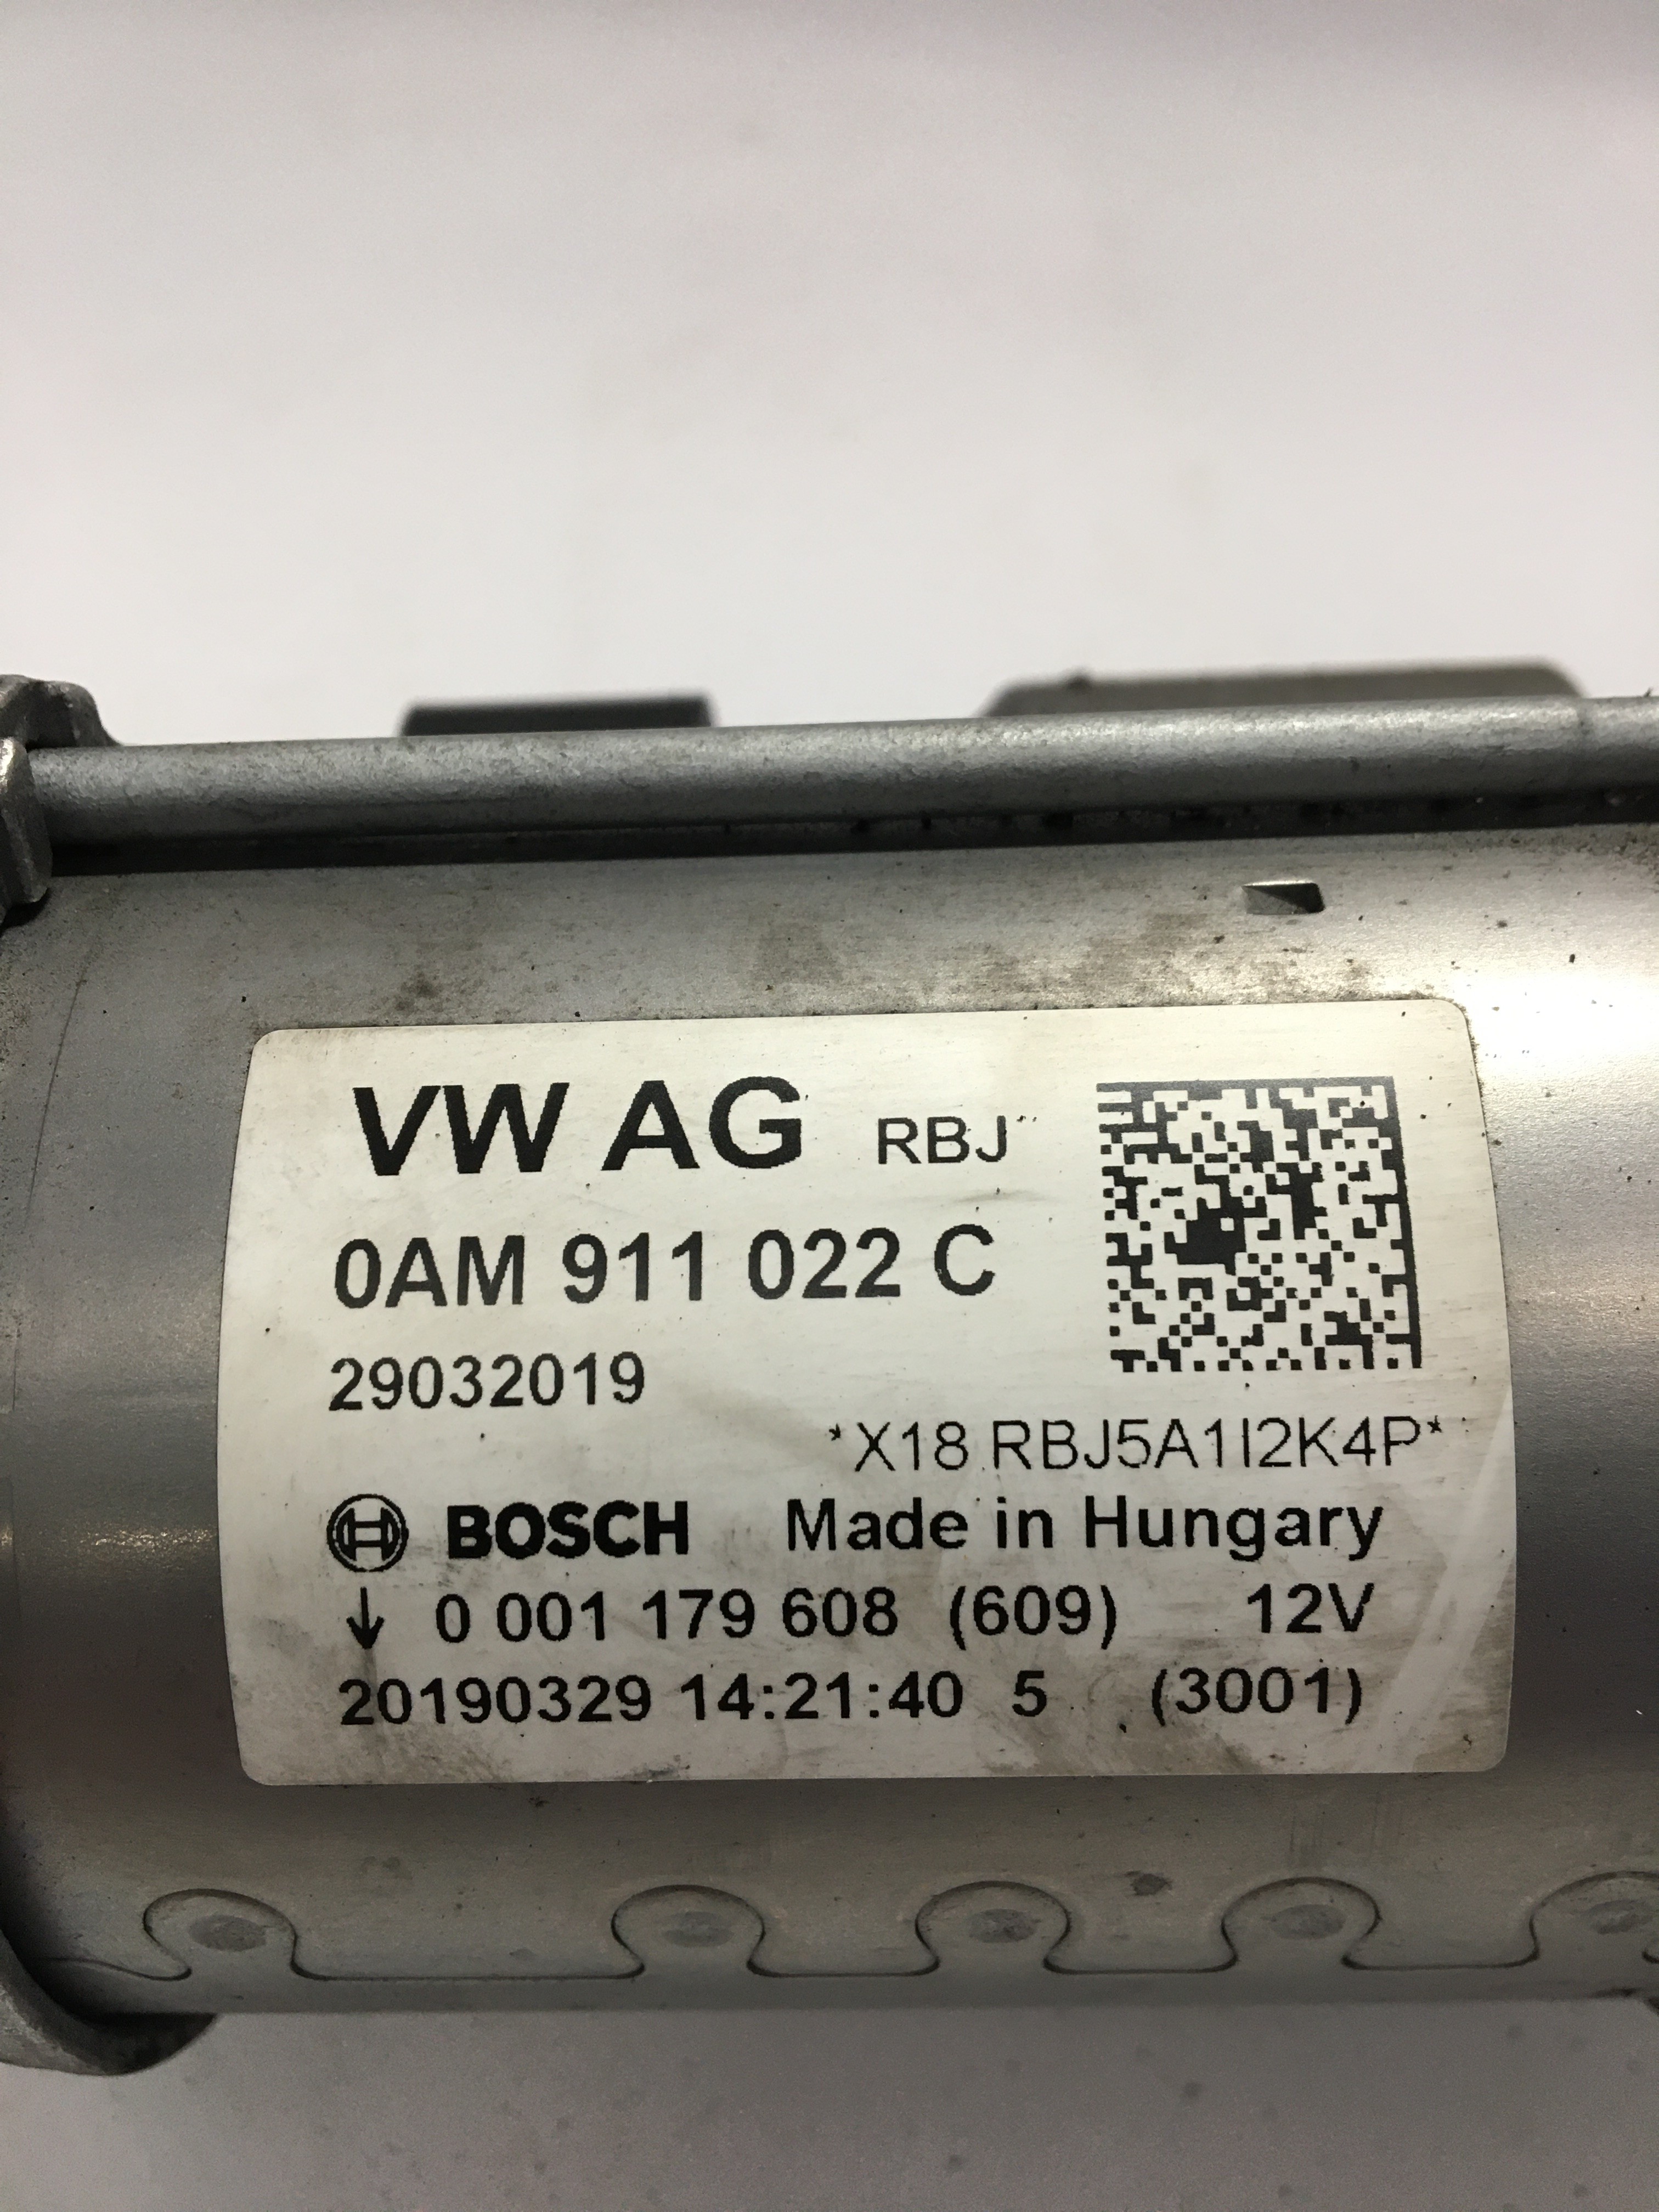 VW AG RBJ
0AM 911 022 C
29032019
*X18 RBJ5A1I2K4P*
BOSCH Made in Hungary
↓ 0 001 179 608 (609) 12V
20190329 14:21:40 5 (3001)